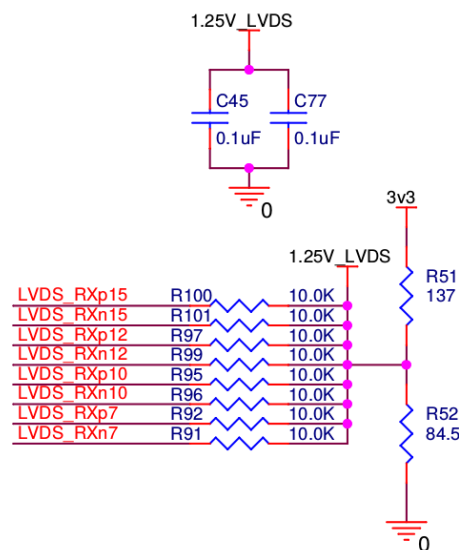 1.25V_LVDS
C45 C77
0.1uF 0.1uF
0
3v3
1.25V_LVDS
R51
137
LVDS_RXp15 R100 10.0K
LVDS_RXn15 R101 10.0K
LVDS_RXp12 R97 10.0K
LVDS_RXn12 R99 10.0K
LVDS_RXp10 R95 10.0K
LVDS_RXn10 R96 10.0K
LVDS_RXp7 R92 10.0K
LVDS_RXn7 R91 10.0K
R52
84.5
0